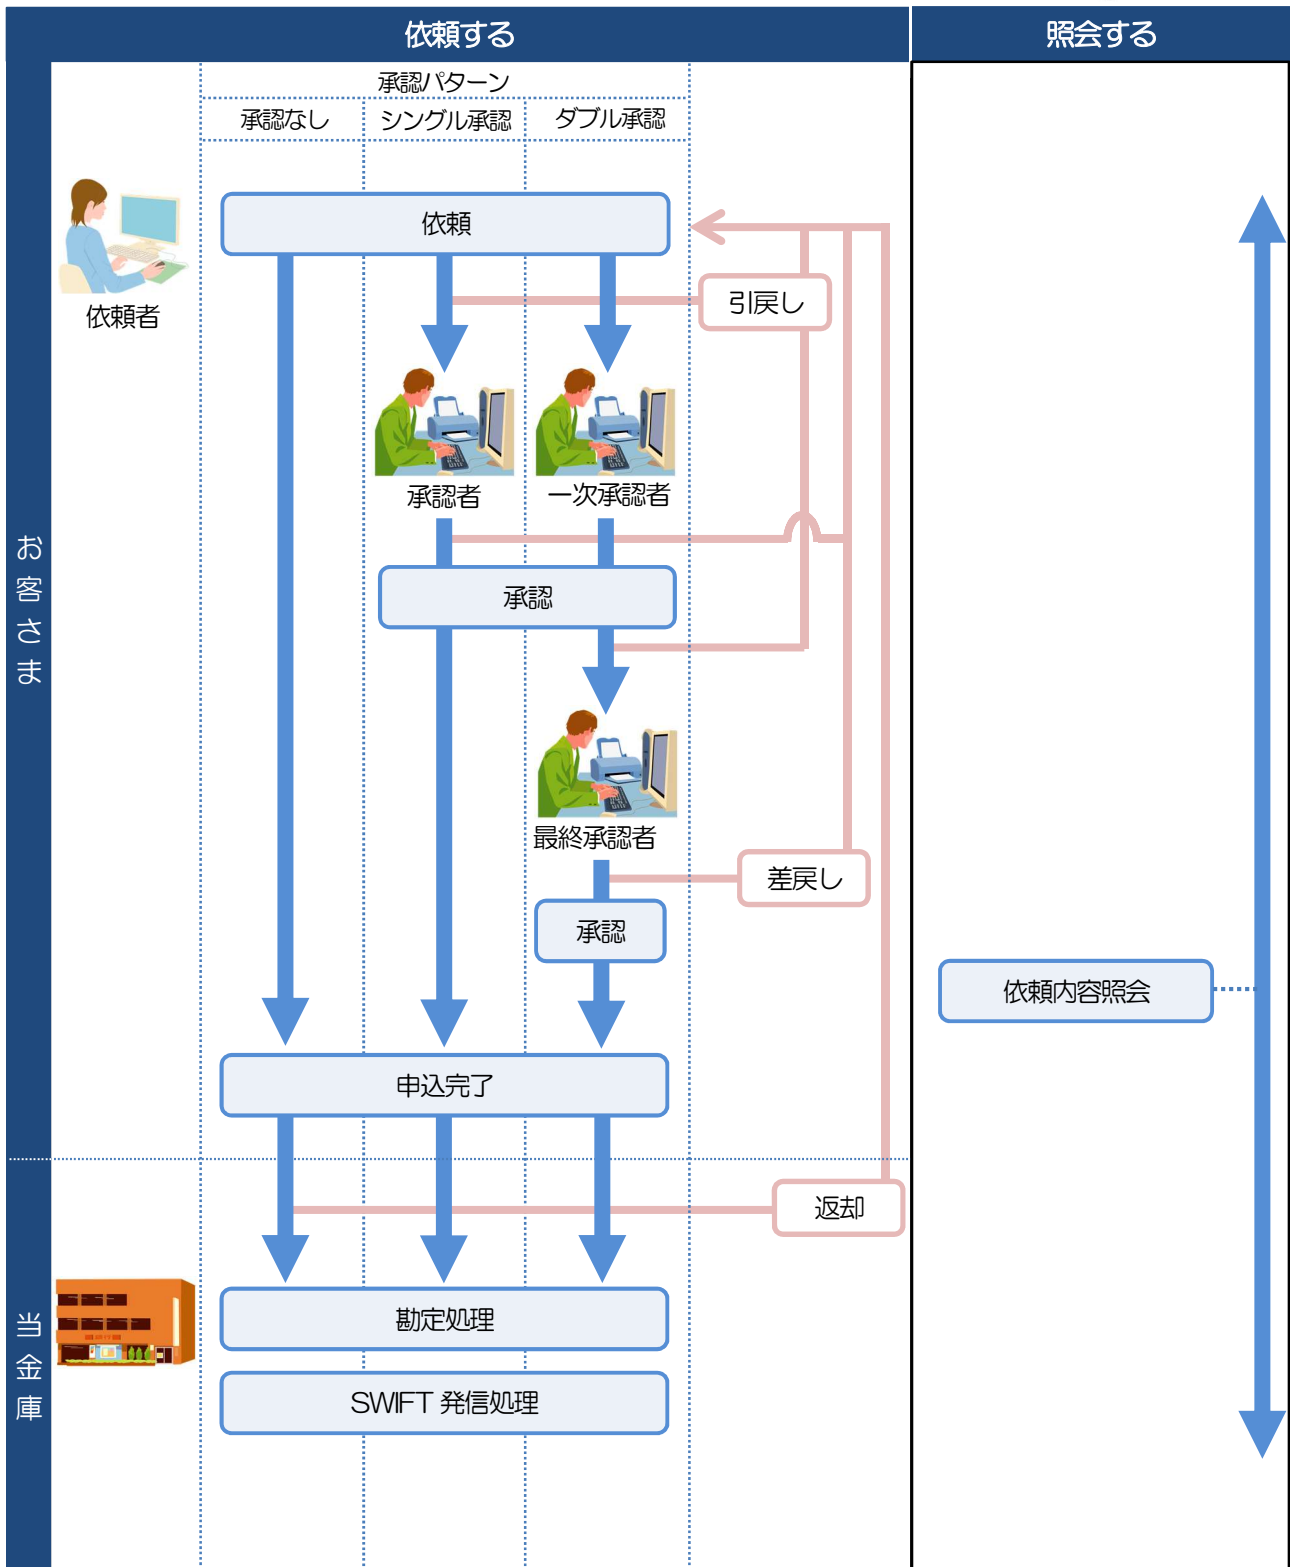 依頼する
照会する
承認パターン
承認なし
シングル承認
ダブル承認
依頼
引戻し
依頼者
承認者
一次承認者
お客さま
承認
最終承認者
差戻し
承認
依頼内容照会
申込完了
返却
当金庫
勘定処理
SWIFT 発信処理